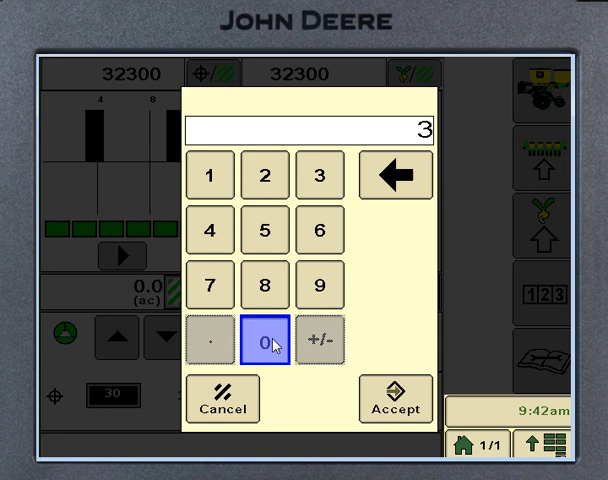 JOHN DEERE
32300
32300
4 8
3
1 2 3
4 5 6
7 8 9
. 0 +/-
0.0
(ac)
30
123
Cancel
Accept
9:42am
1/1